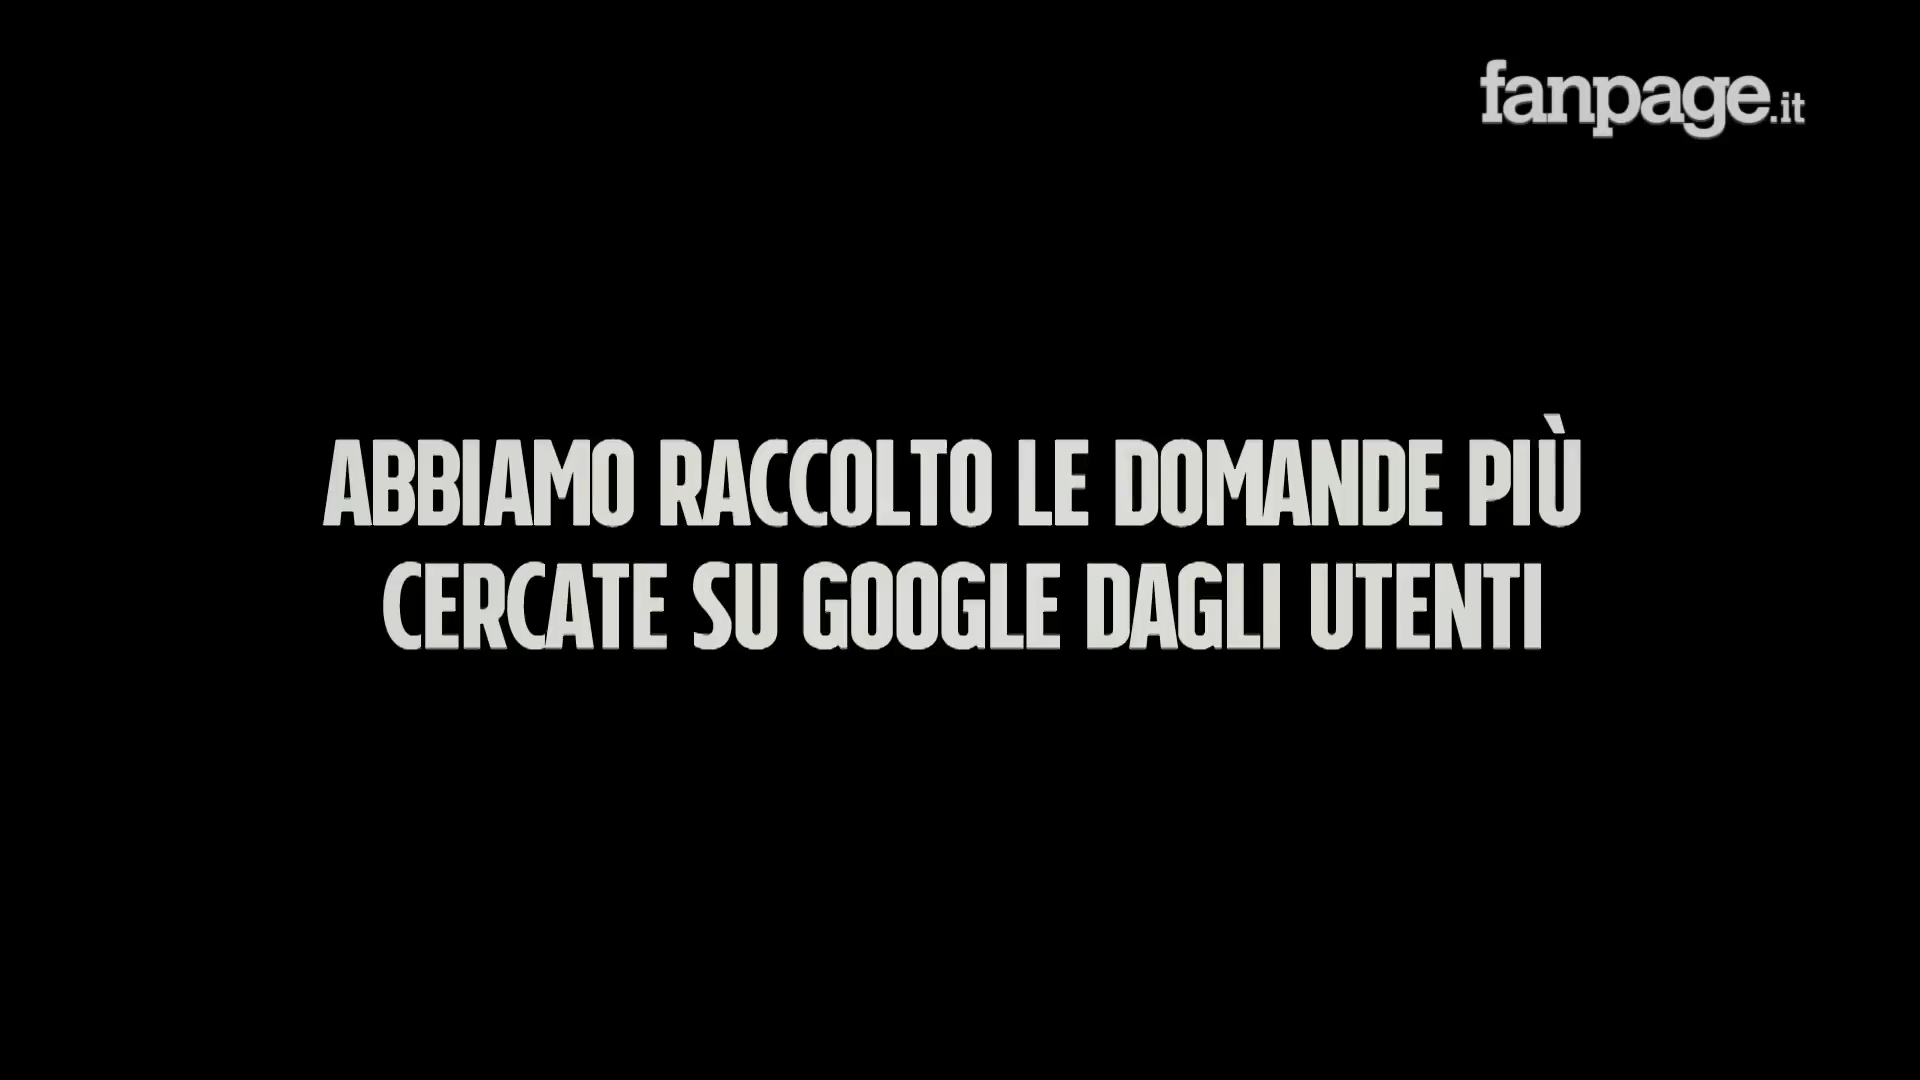 fanpage.it
ABBIAMO RACCOLTO LE DOMANDE PIÙ
CERCATE SU GOOGLE DAGLI UTENTI